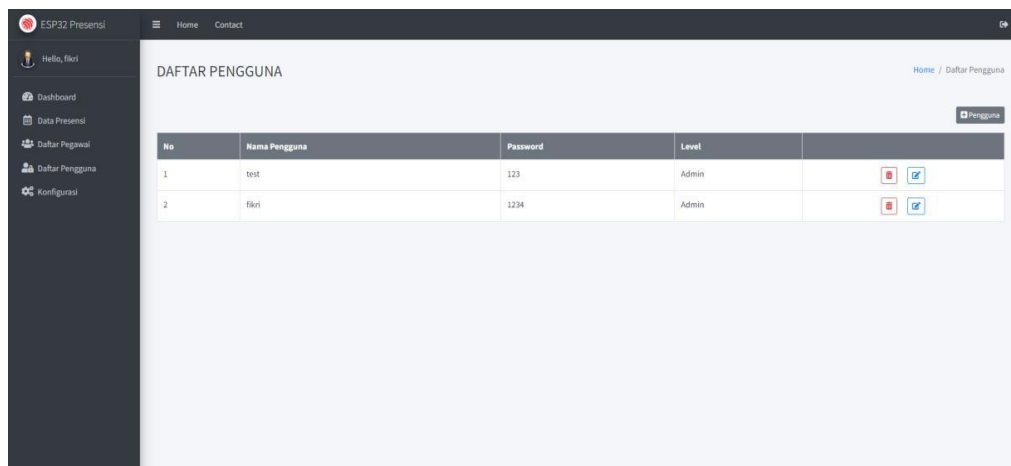 ESP32 Presensi
Home Contact
Hello, fikri
DAFTAR PENGGUNA
Home / Daftar Pengguna
Dashboard
Data Presensi
Daftar Pegawai
Daftar Pengguna
Konfigurasi
Pengguna
No Nama Pengguna Password Level
1 test 123 Admin
2 fikri 1234 Admin